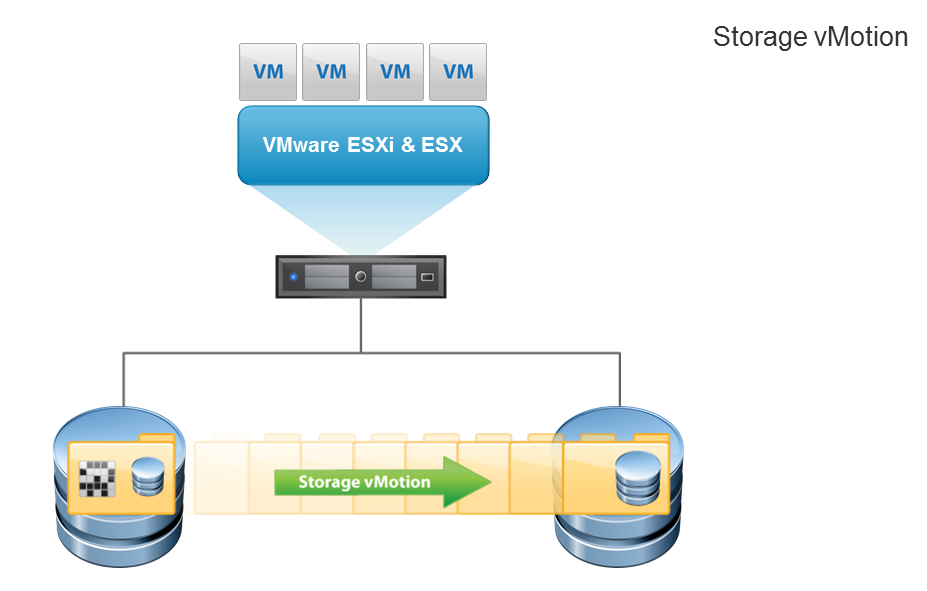 Storage vMotion
VM VM VM VM
VMware ESXi & ESX
Storage vMotion